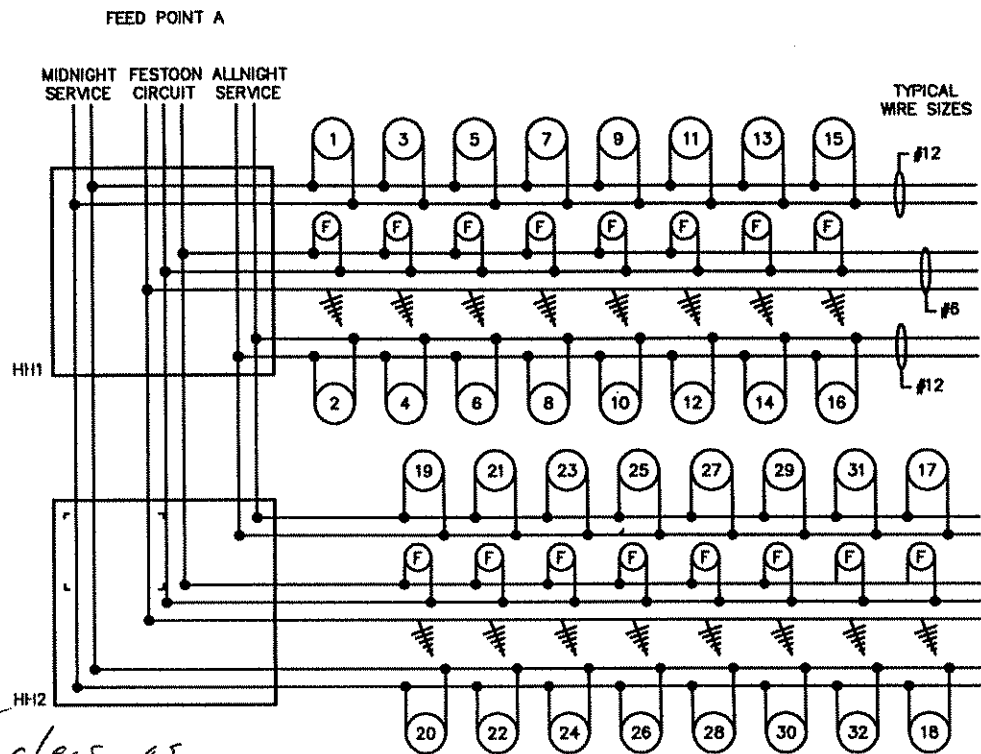 FEED POINT A
MIDNIGHT SERVICE
FESTOON CIRCUIT
ALLNIGHT SERVICE
TYPICAL WIRE SIZES
1 3 5 7 9 11 13 15
#12
F F F F F F F F
#6
HH1
2 4 6 8 10 12 14 16
#12
19 21 23 25 27 29 31 17
F F F F F F F F
HH2
20 22 24 26 28 30 32 18